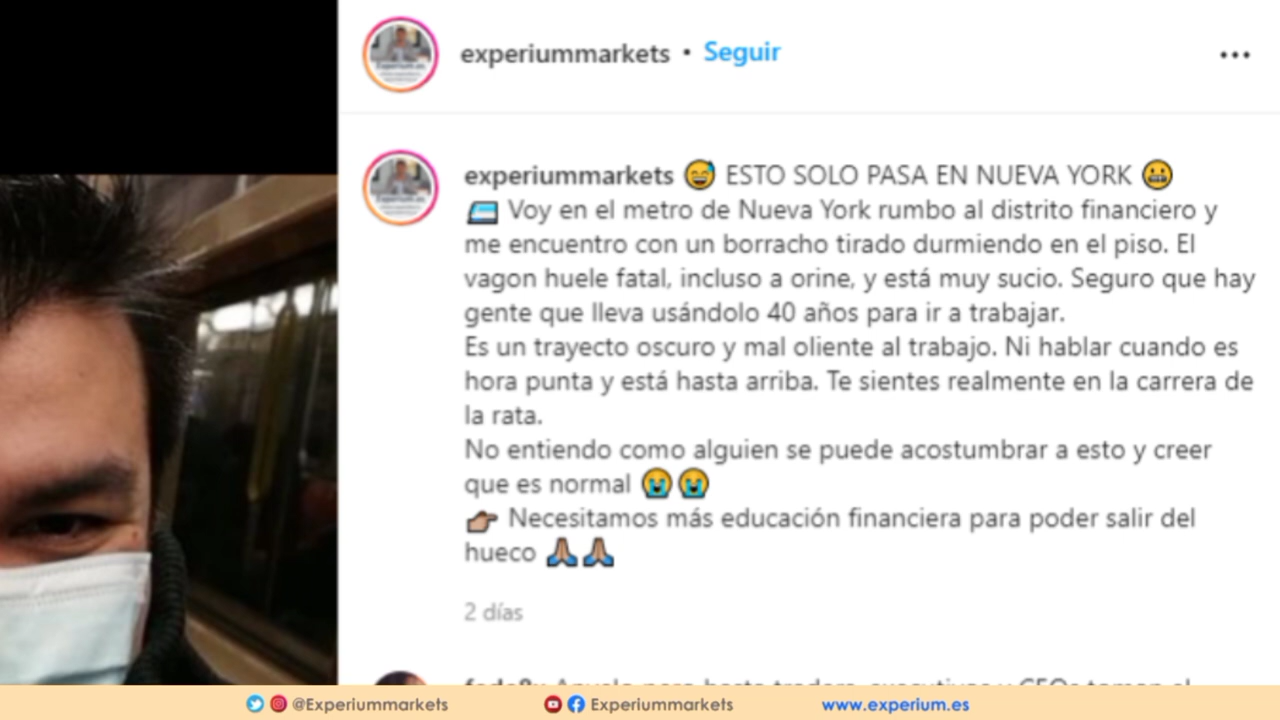 experiummarkets • Seguir
experiummarkets 😅 ESTO SOLO PASA EN NUEVA YORK 😬
🚈 Voy en el metro de Nueva York rumbo al distrito financiero y
me encuentro con un borracho tirado durmiendo en el piso. El
vagon huele fatal, incluso a orine, y está muy sucio. Seguro que hay
gente que lleva usándolo 40 años para ir a trabajar.
Es un trayecto oscuro y mal oliente al trabajo. Ni hablar cuando es
hora punta y está hasta arriba. Te sientes realmente en la carrera de
la rata.
No entiendo como alguien se puede acostumbrar a esto y creer
que es normal 😭😭
👉🏽 Necesitamos más educación financiera para poder salir del
hueco 🙏🏽🙏🏽
2 días
@Experiummarkets Experiummarkets www.experium.es